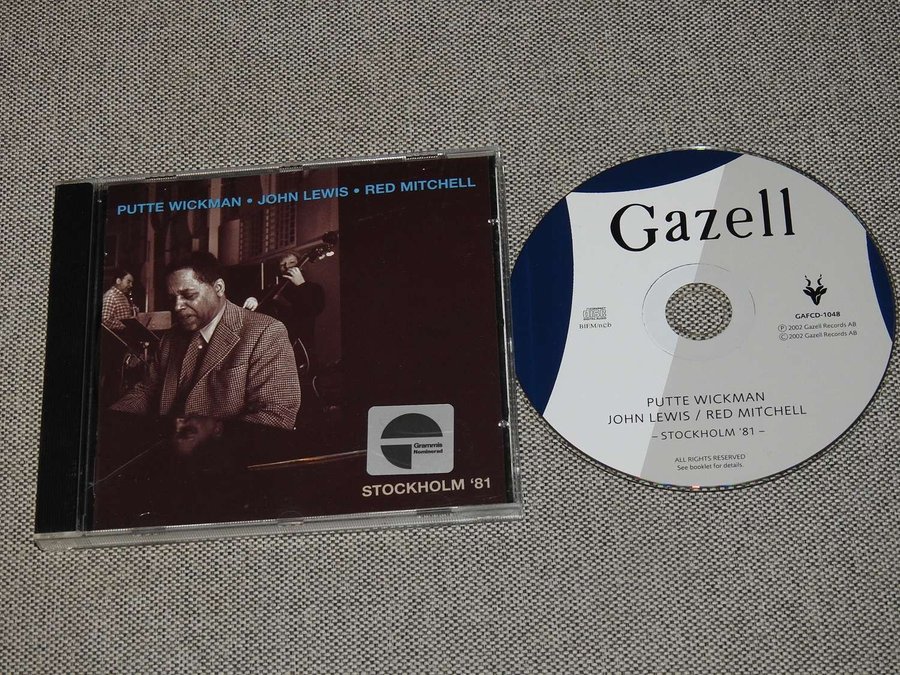 PUTTE WICKMAN • JOHN LEWIS • RED MITCHELL
Grammis
Nominerad
STOCKHOLM '81
Gazell
BIEM/n©b
GAFCD-1048
℗ 2002 Gazell Records AB
© 2002 Gazell Records AB
PUTTE WICKMAN
JOHN LEWIS / RED MITCHELL
– STOCKHOLM '81 –
ALL RIGHTS RESERVED
See booklet for details.